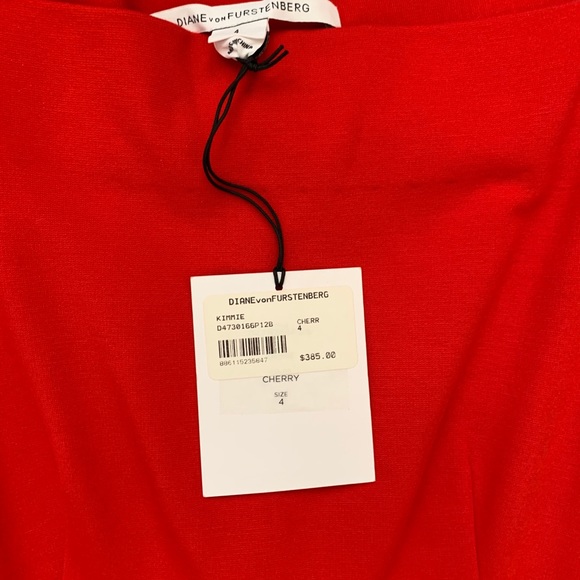 DIANE VON FURSTENBERG
4
DIANEvonFURSTENBERG
KIMMIE
D4730166P12B
CHERR
4
$385.00
CHERRY
SIZE
4